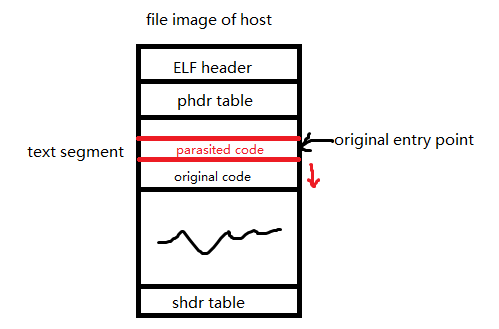 file image of host
ELF header
phdr table
original entry point
text segment
parasited code
original code
shdr table